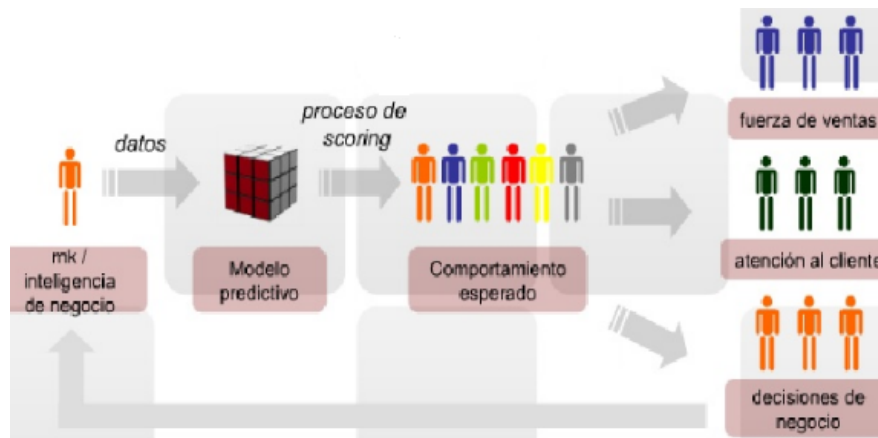 datos
proceso de
scoring
mk /
inteligencia
de negocio
Modelo
predictivo
Comportamiento
esperado
fuerza de ventas
atención al cliente
decisiones de
negocio